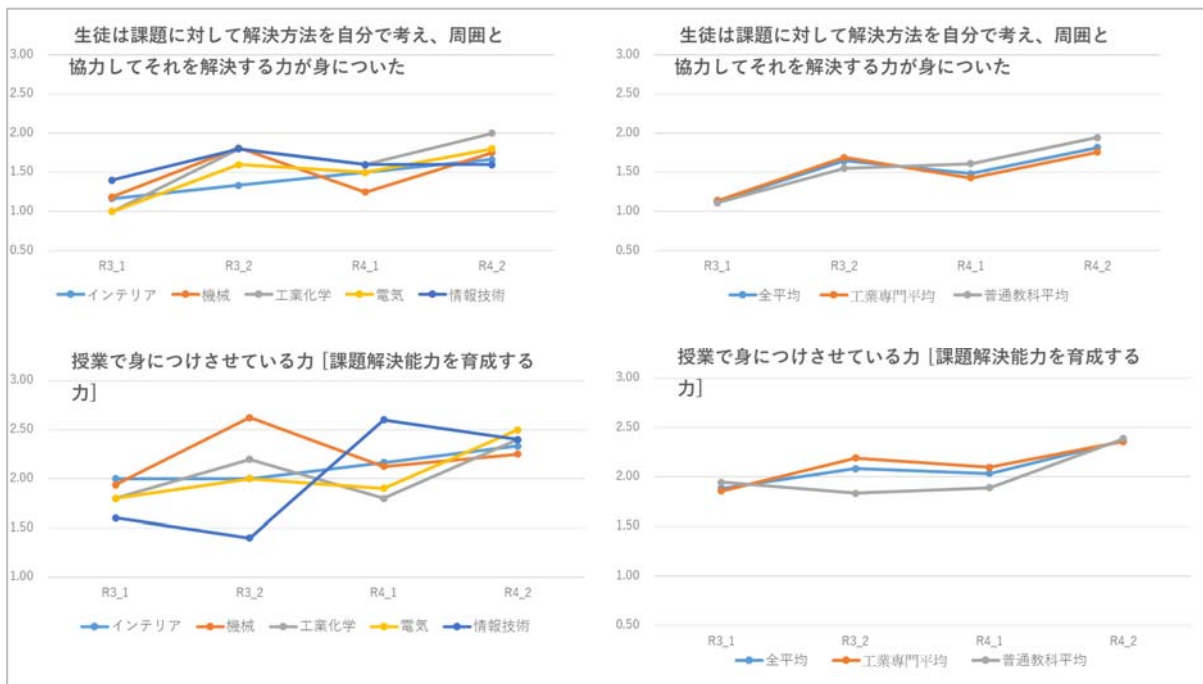 生徒は課題に対して解決方法を自分で考え、周囲と
協力してそれを解決する力が身についた
3.00
2.50
2.00
1.50
1.00
0.50
R3_1
R3_2
R4_1
R4_2
インテリア
機械
工業化学
電気
情報技術
生徒は課題に対して解決方法を自分で考え、周囲と
協力してそれを解決する力が身についた
3.00
2.50
2.00
1.50
1.00
0.50
R3_1
R3_2
R4_1
R4_2
全平均
工業専門平均
普通教科平均
授業で身につけさせている力 [課題解決能力を育成する
力]
3.00
2.50
2.00
1.50
1.00
R3_1
R3_2
R4_1
R4_2
インテリア
機械
工業化学
電気
情報技術
授業で身につけさせている力 [課題解決能力を育成する
力]
3.00
2.50
2.00
1.50
1.00
0.50
R3_1
R3_2
R4_1
R4_2
全平均
工業専門平均
普通教科平均